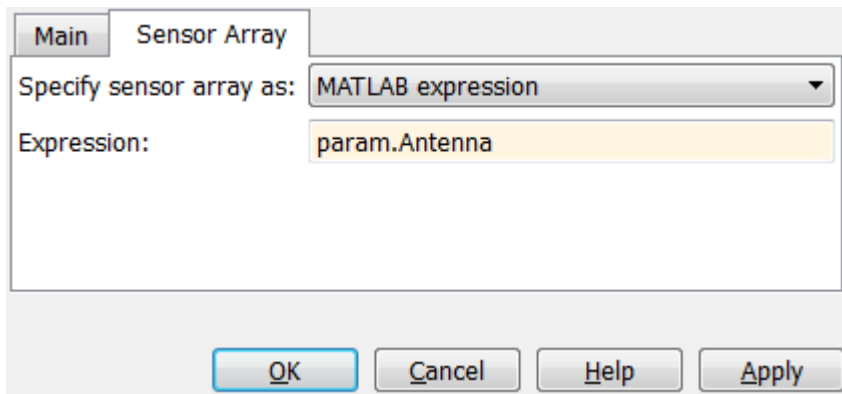 Main Sensor Array
Specify sensor array as: MATLAB expression
Expression: param.Antenna
OK Cancel Help Apply